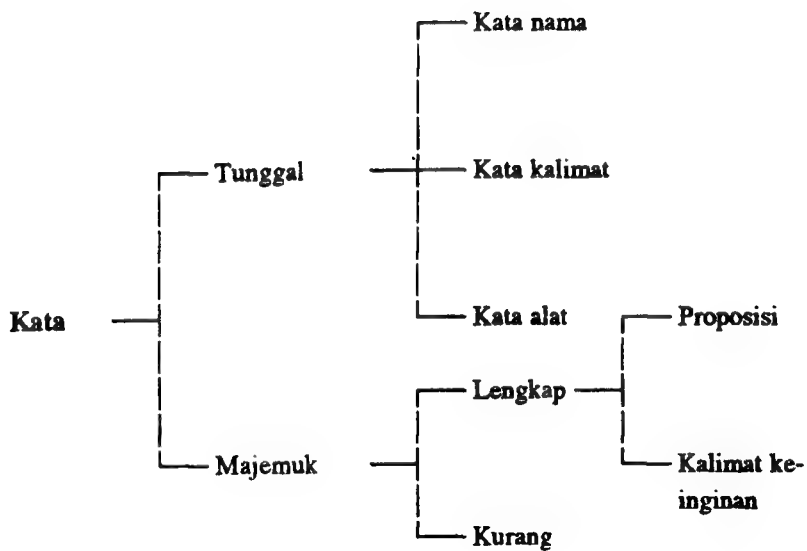 Kata nama
Tunggal
Kata kalimat
Kata
Kata alat
Proposisi
Lengkap
Majemuk
Kalimat ke-
inginan
Kurang